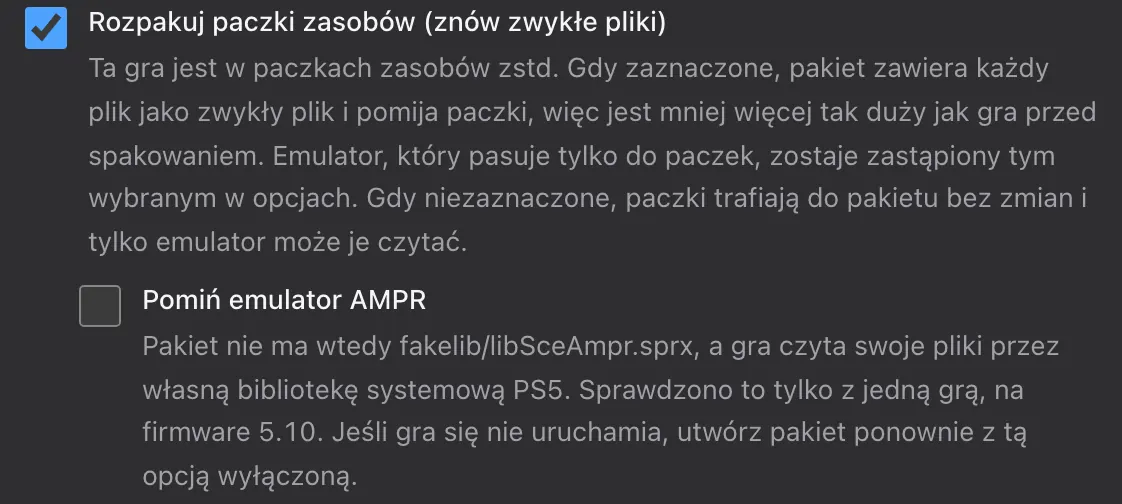 Rozpakuj paczki zasobów (znów zwykłe pliki)
Ta gra jest w paczkach zasobów zstd. Gdy zaznaczone, pakiet zawiera każdy
plik jako zwykły plik i pomija paczki, więc jest mniej więcej tak duży jak gra przed
spakowaniem. Emulator, który pasuje tylko do paczek, zostaje zastąpiony tym
wybranym w opcjach. Gdy niezaznaczone, paczki trafiają do pakietu bez zmian i
tylko emulator może je czytać.
Pomiń emulator AMPR
Pakiet nie ma wtedy fakelib/libSceAmpr.sprx, a gra czyta swoje pliki przez
własną bibliotekę systemową PS5. Sprawdzono to tylko z jedną grą, na
firmware 5.10. Jeśli gra się nie uruchamia, utwórz pakiet ponownie z tą
opcją wyłączoną.